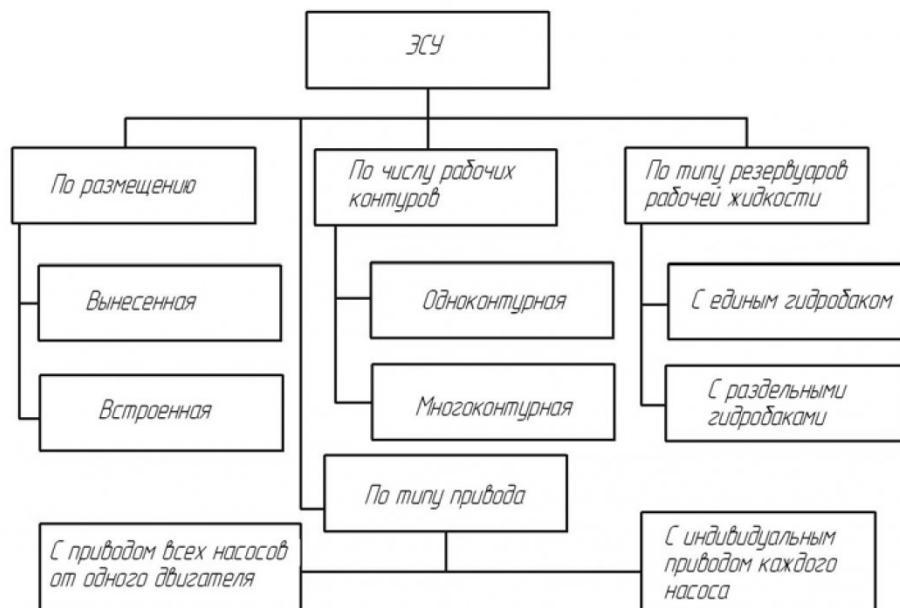 ЭСУ
По размещению
Вынесенная
Встроенная
По числу рабочих
контуров
Одноконтурная
Многоконтурная
По типу резервуаров
рабочей жидкости
С единым гидробаком
С раздельными
гидробаками
По типу привода
С приводом всех насосов
от одного двигателя
С индивидуальным
приводом каждого
насоса